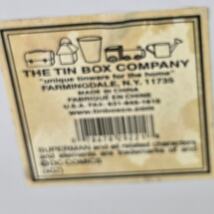 THE TIN BOX COMPANY
"unique tinware for the home"
FARMINGDALE, N.Y. 11735
MADE IN CHINA
FABRIQUE EN CHINE
U.S.A. FAX:
www.tinboxco.com
SUPERMAN and all related characters
and elements are trademarks of and
©DC COMICS